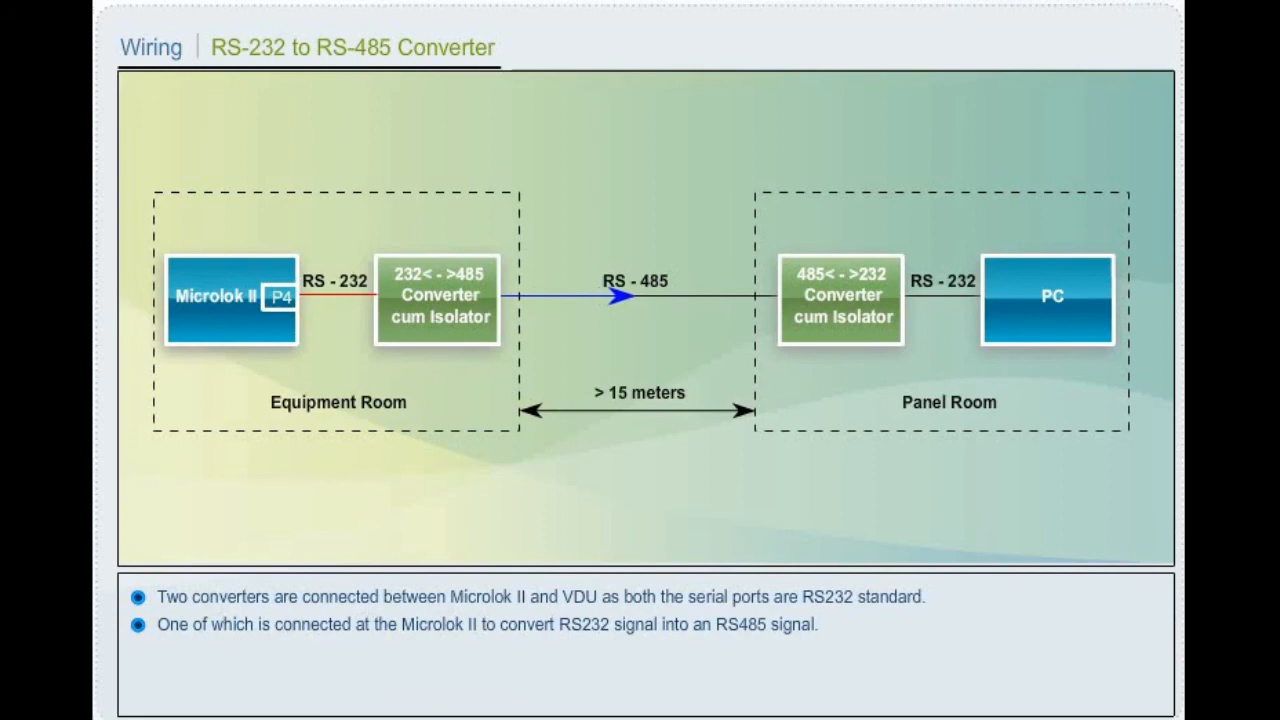 Wiring | RS-232 to RS-485 Converter
RS - 232
RS - 485
RS - 232
Microlok II P4
232< - >485
Converter
cum Isolator
485< - >232
Converter
cum Isolator
PC
> 15 meters
Equipment Room
Panel Room
Two converters are connected between Microlok II and VDU as both the serial ports are RS232 standard.
One of which is connected at the Microlok II to convert RS232 signal into an RS485 signal.